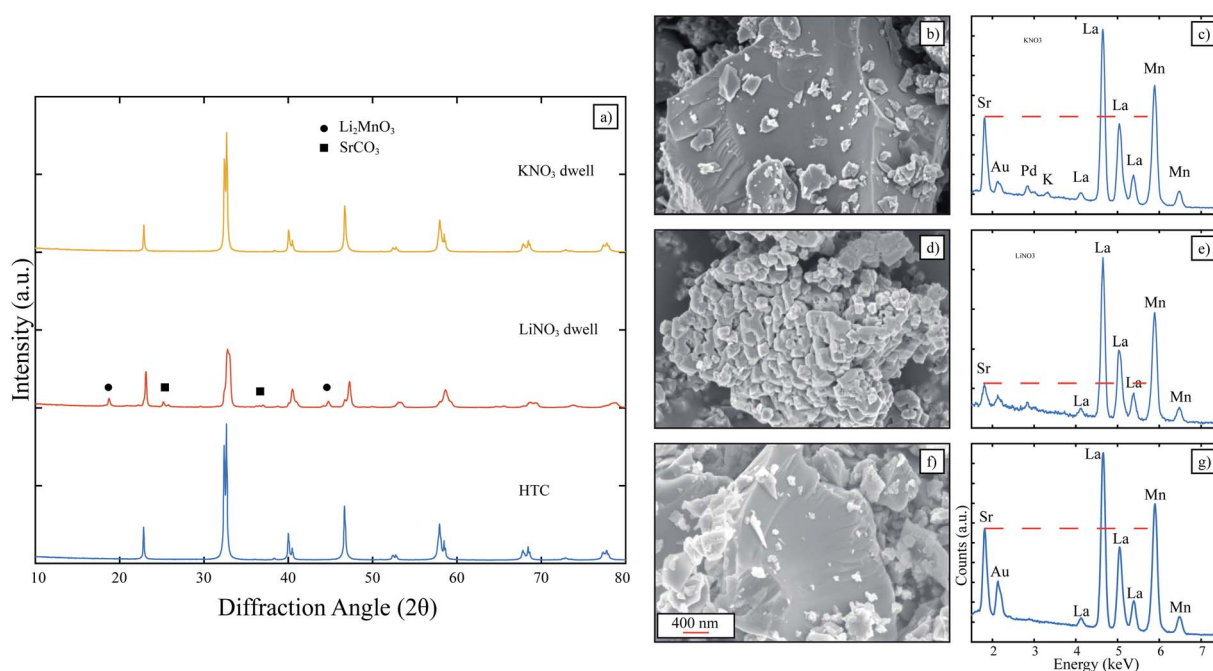 a)
● Li₂MnO₃
■ SrCO₃
KNO₃ dwell
LiNO₃ dwell
HTC
Intensity (a.u.)
10 20 30 40 50 60 70 80
Diffraction Angle (2θ)
b)
d)
f)
400 nm
c)
KNO3
Sr
Au
Pd
K
La
La
La
La
Mn
Mn
e)
LiNO3
Sr
La
La
La
La
Mn
Mn
g)
Sr
Au
La
La
La
La
Mn
Mn
Counts (a.u.)
2 3 4 5 6 7
Energy (keV)